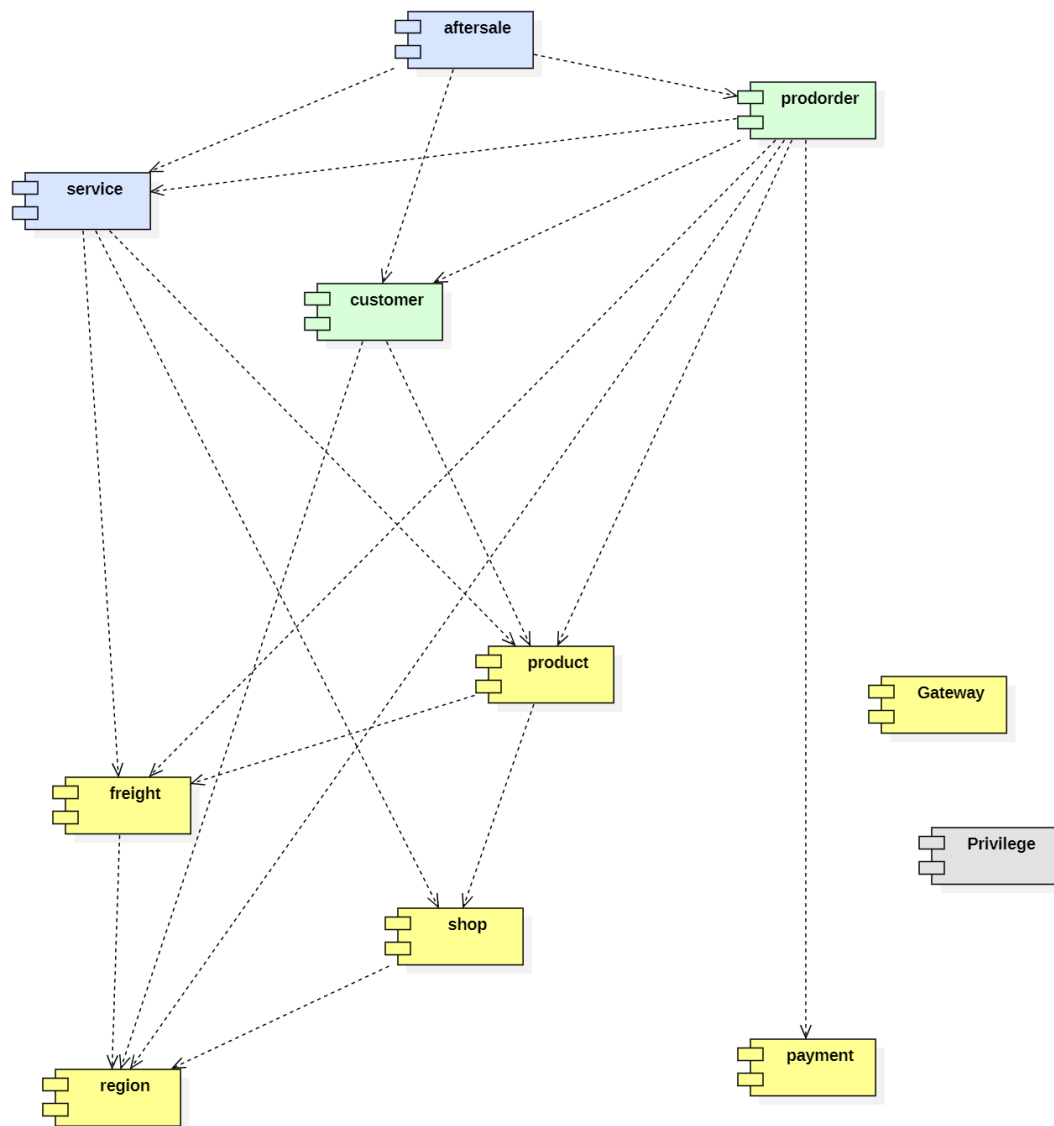 aftersale
prodorder
service
customer
product
Gateway
freight
Privilege
shop
payment
region